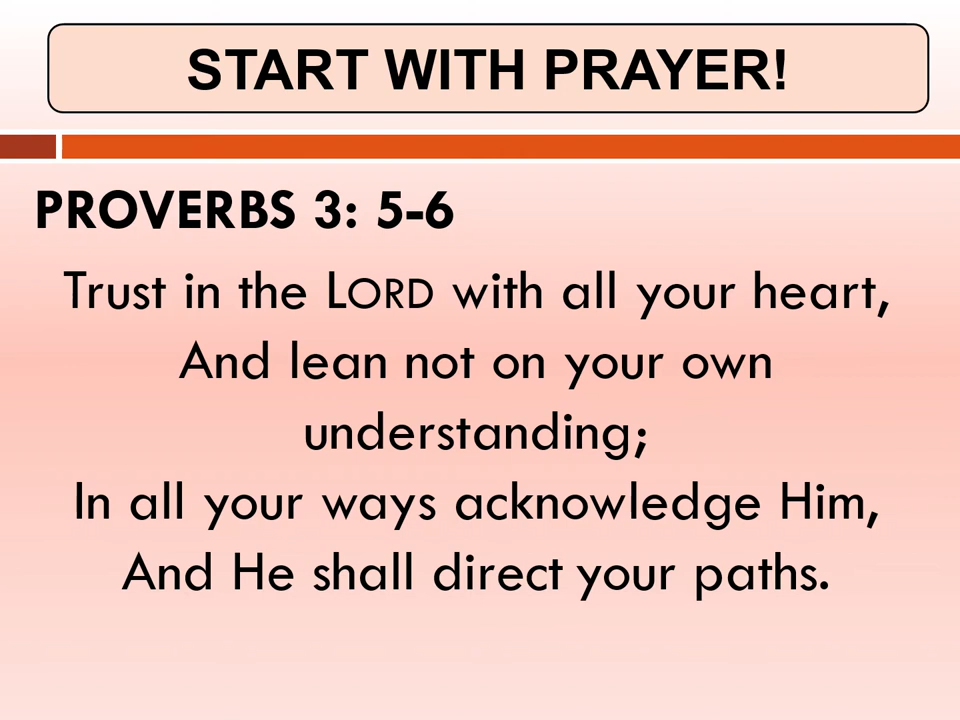 START WITH PRAYER!
PROVERBS 3: 5-6
Trust in the LORD with all your heart,
And lean not on your own
understanding;
In all your ways acknowledge Him,
And He shall direct your paths.